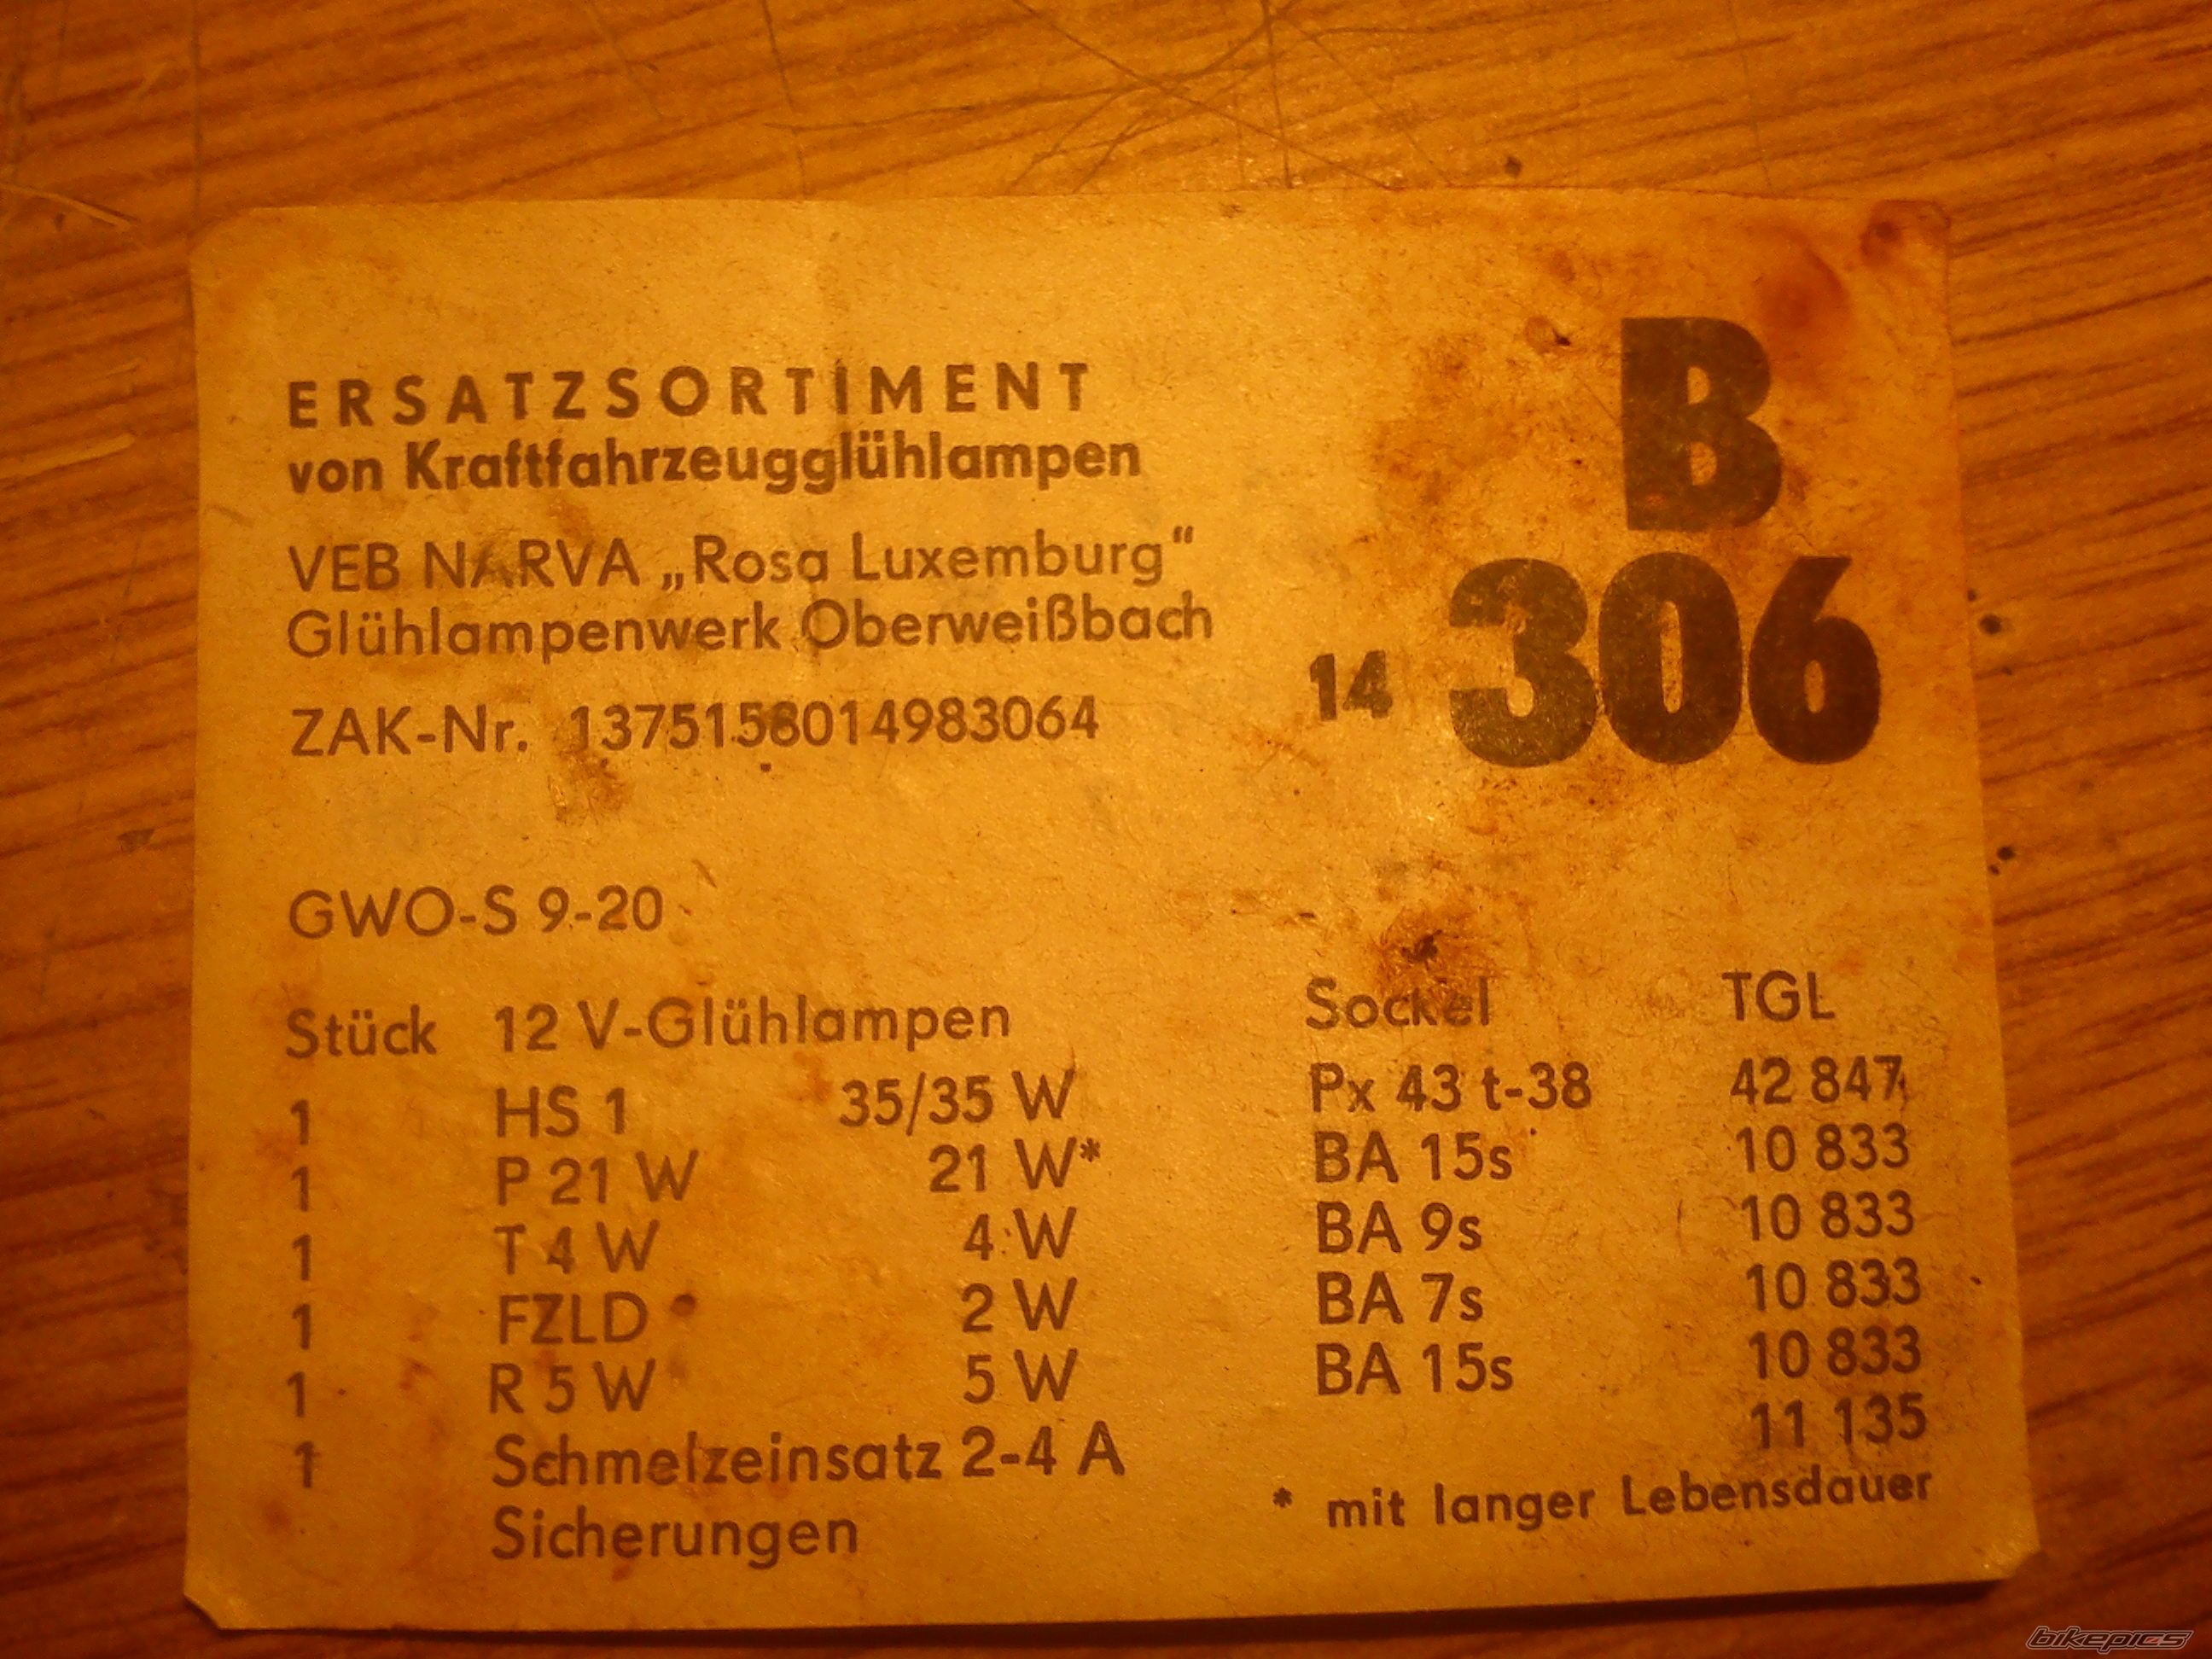 ERSATZSORTIMENT
von Kraftfahrzeugglühlampen
VEB NARVA „Rosa Luxemburg“
Glühlampenwerk Oberweißbach
ZAK-Nr. 1375158014983064
B
14 306
GWO-S 9-20
Stück 12 V-Glühlampen Sockel TGL
1 HS 1 35/35 W Px 43 t-38 42 847
1 P 21 W 21 W* BA 15s 10 833
1 T 4 W 4 W BA 9s 10 833
1 FZLD 2 W BA 7s 10 833
1 R 5 W 5 W BA 15s 10 833
1 Schmelzeinsatz 2-4 A 11 135
Sicherungen
* mit langer Lebensdauer
bikepics